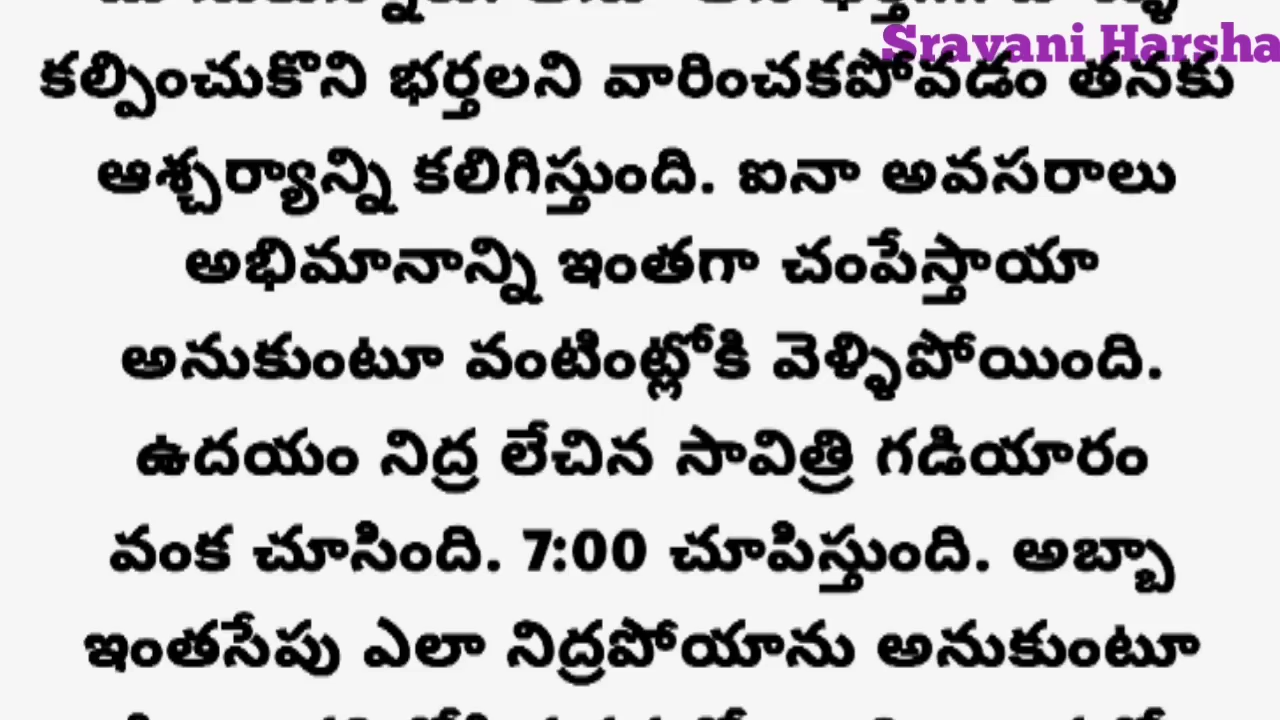 Sravani Harsha
కల్పించుకొని భర్తలని వారించకపోవడం తనకు
ఆశ్చర్యాన్ని కలిగిస్తుంది. ఐనా అవసరాలు
అభిమానాన్ని ఇంతగా చంపేస్తాయా
అనుకుంటూ వంటింట్లోకి వెళ్ళిపోయింది.
ఉదయం నిద్ర లేచిన సావిత్రి గడియారం
వంక చూసింది. 7:00 చూపిస్తుంది. అబ్బా
ఇంతసేపు ఎలా నిద్రపోయాను అనుకుంటూ